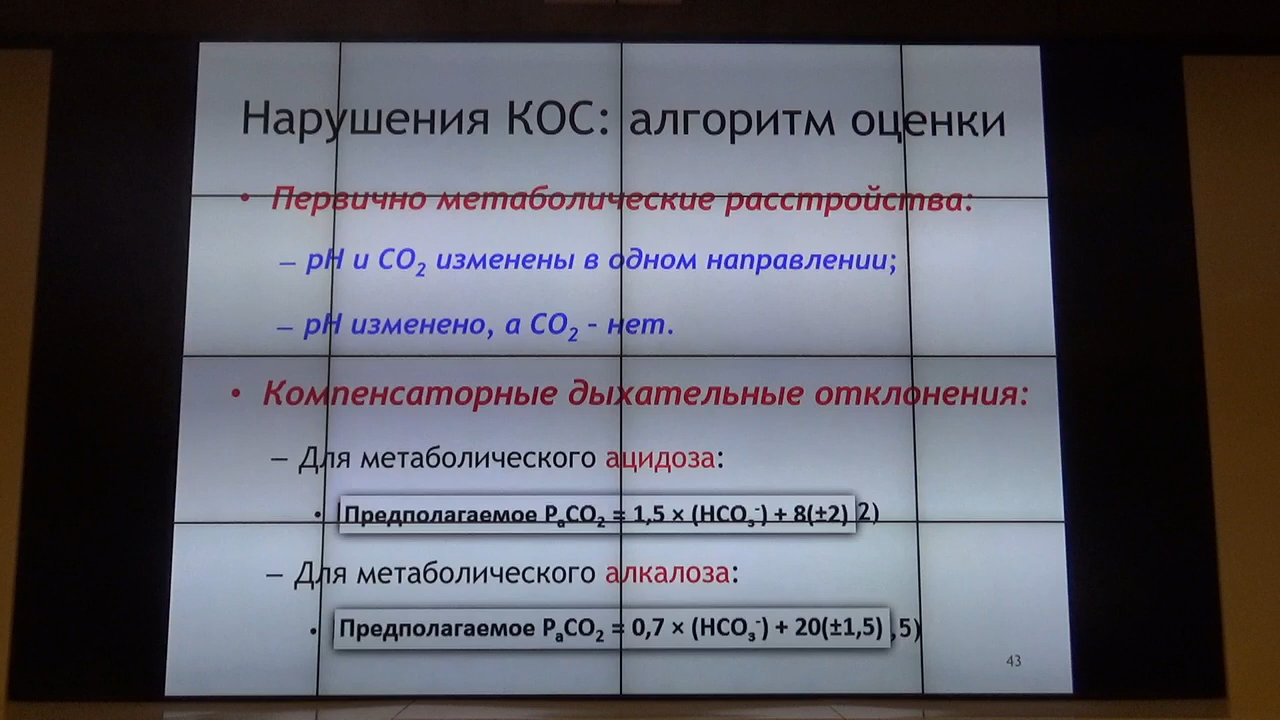 Нарушения КОС: алгоритм оценки
• Первично метаболические расстройства:
– pH и CO₂ изменены в одном направлении;
– pH изменено, а CO₂ - нет.
• Компенсаторные дыхательные отклонения:
– Для метаболического ацидоза:
• Предполагаемое PₐCO₂ = 1,5 × (HCO₃⁻) + 8(±2) 2)
– Для метаболического алкалоза:
• Предполагаемое PₐCO₂ = 0,7 × (HCO₃⁻) + 20(±1,5) ,5)
43